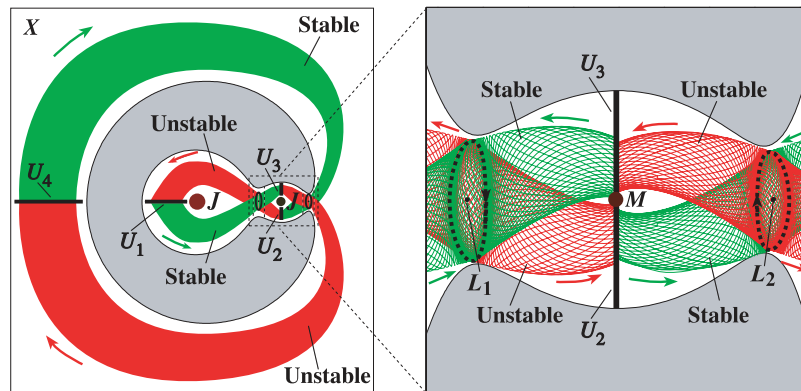 X
Stable
Unstable
U4
U3
J
J
U1
U2
Stable
Unstable
U3
Stable
Unstable
M
L1
L2
Unstable
U2
Stable